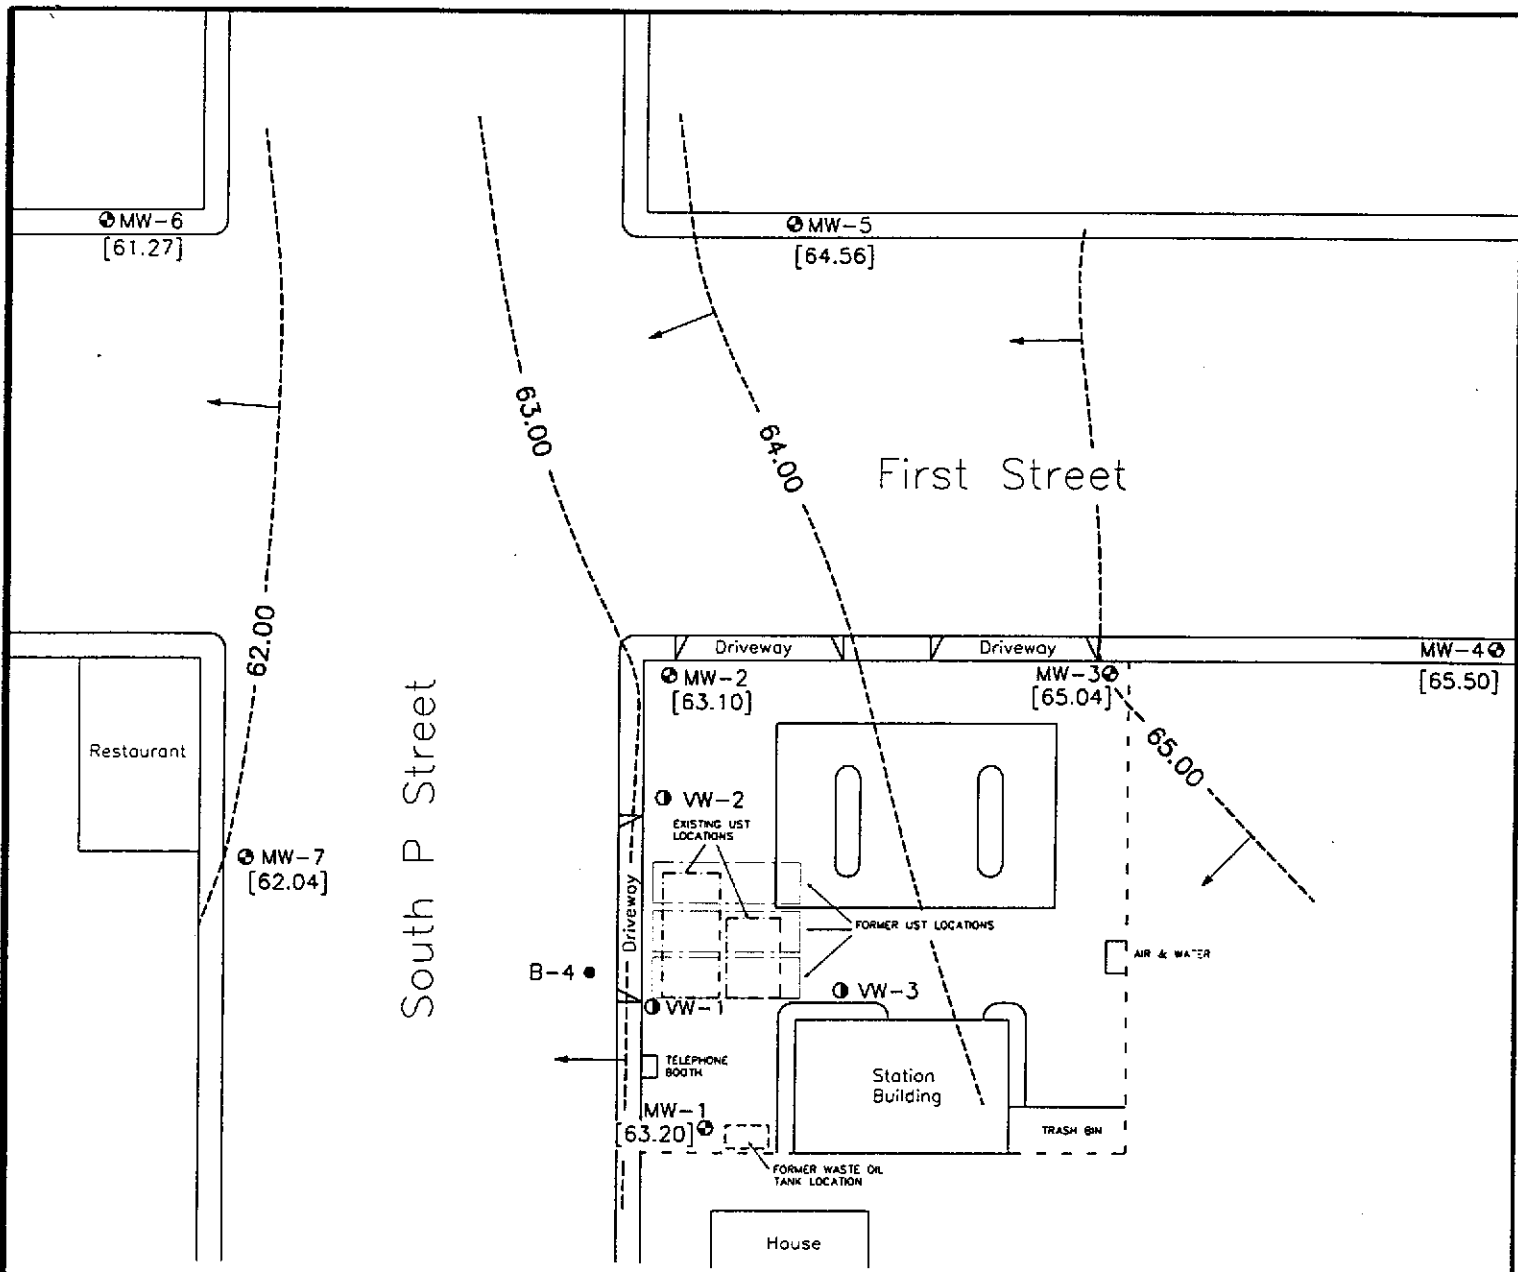 MW-6
[61.27]
MW-5
[64.56]
63.00
64.00
First Street
62.00
Driveway
Driveway
MW-2
[63.10]
MW-3
[65.04]
MW-4
[65.50]
Restaurant
South P Street
65.00
VW-2
EXISTING UST
LOCATIONS
MW-7
[62.04]
Driveway
FORMER UST LOCATIONS
AIR & WATER
B-4
VW-3
VW-1
TELEPHONE
BOOTH
Station
Building
MW-1
[63.20]
TRASH BIN
FORMER WASTE OIL
TANK LOCATION
House